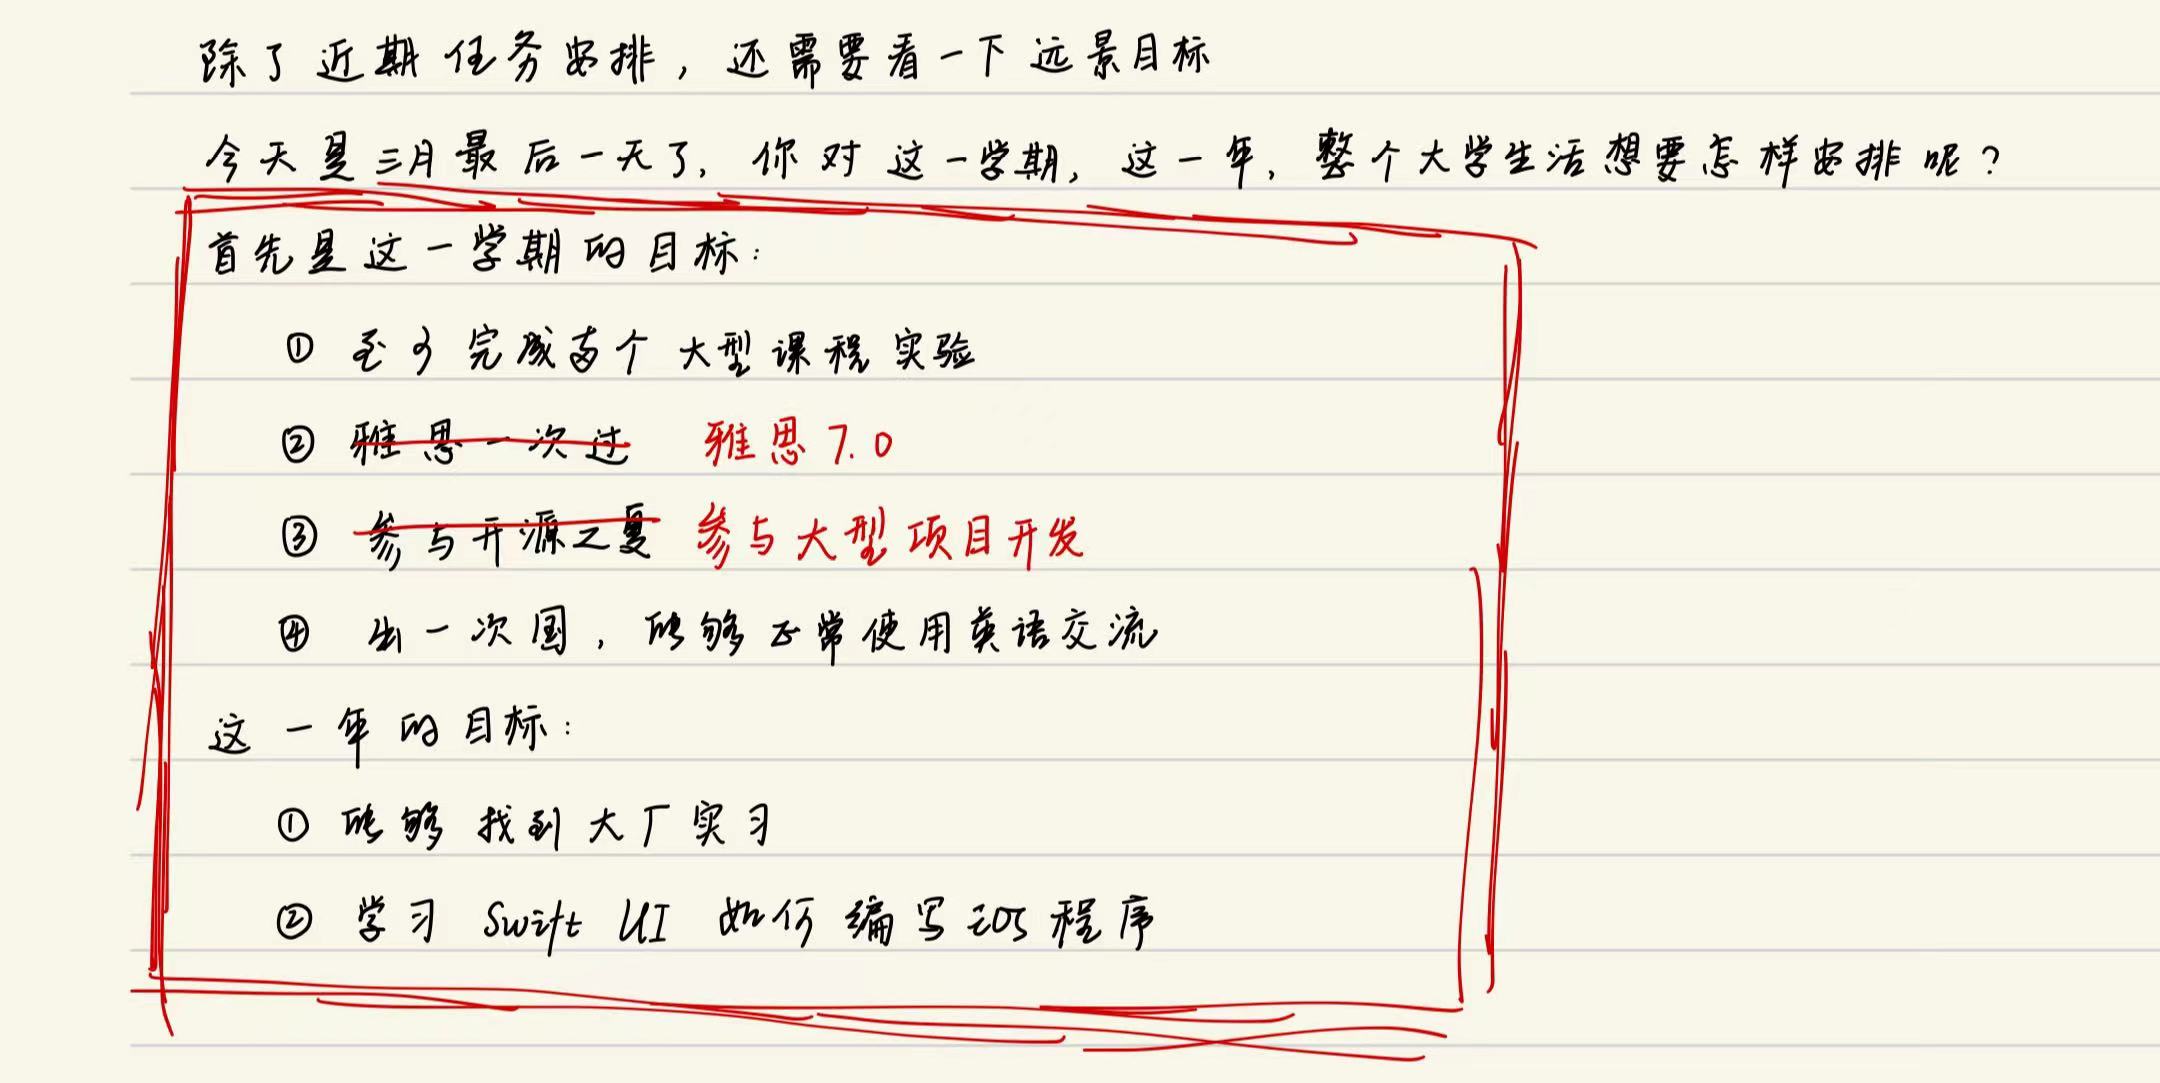 除了近期任务安排，还需要看一下远景目标
今天是三月最后一天了，你对这一学期，这一年，整个大学生活想要怎样安排呢？
首先是这一学期的目标：
① 至少完成两个大型课程实验
② 雅思一次过 雅思7.0
③ 参与开源之夏 参与大型项目开发
④ 出一次国，能够正常使用英语交流
这一年的目标：
① 能够找到大厂实习
② 学习 Swift UI 如何编写iOS程序